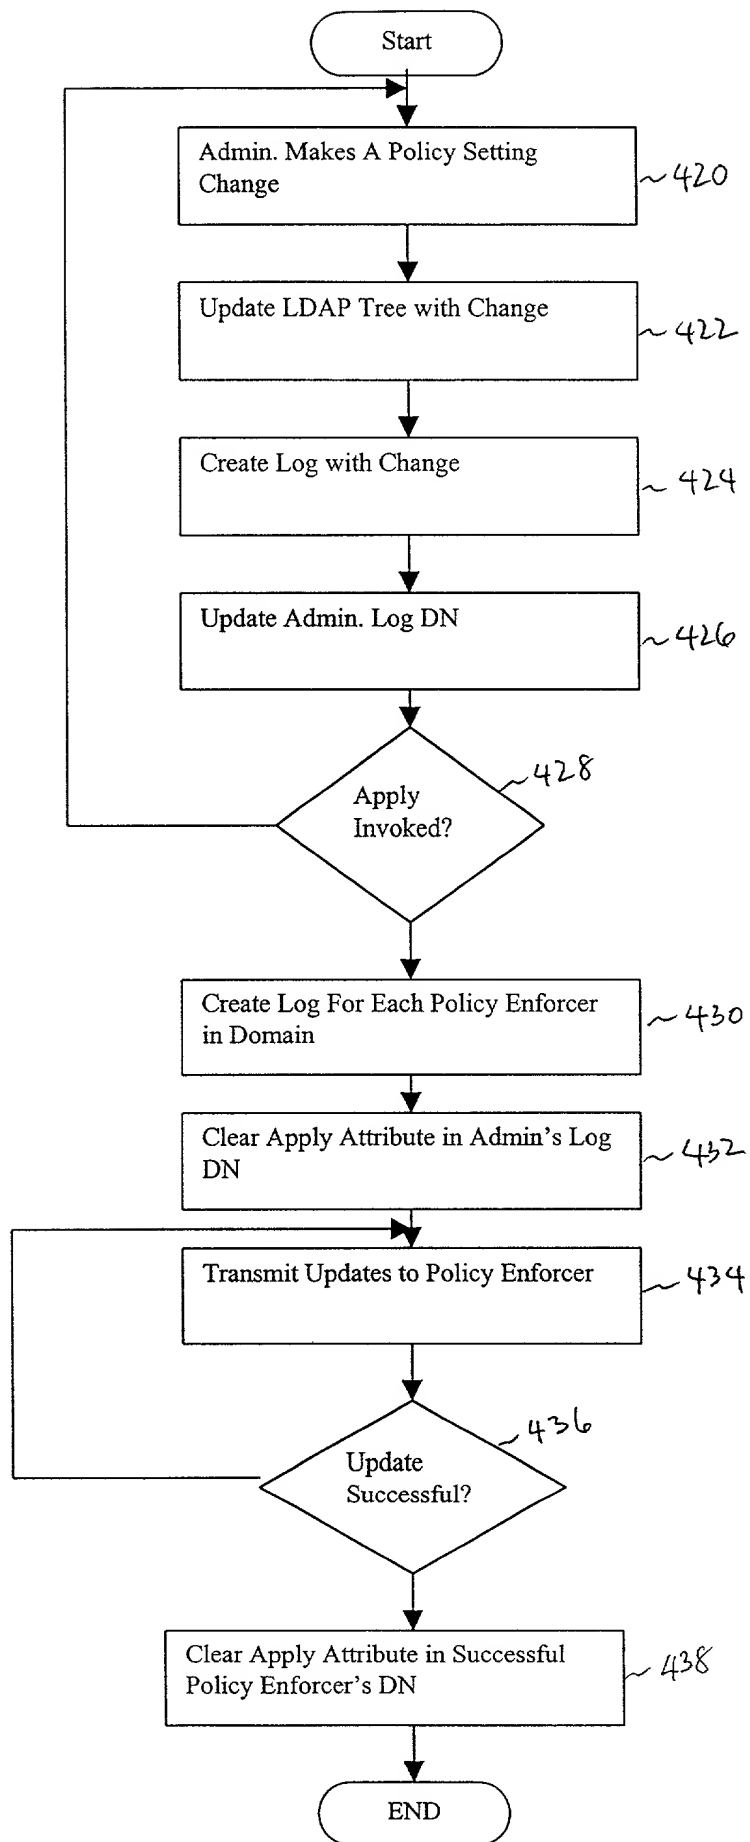 Start
Admin. Makes A Policy Setting
Change
~420
Update LDAP Tree with Change
~422
Create Log with Change
~424
Update Admin. Log DN
~426
~428
Apply
Invoked?
Create Log For Each Policy Enforcer
in Domain
~430
Clear Apply Attribute in Admin's Log
DN
~432
Transmit Updates to Policy Enforcer
~434
~436
Update
Successful?
Clear Apply Attribute in Successful
Policy Enforcer's DN
~438
END